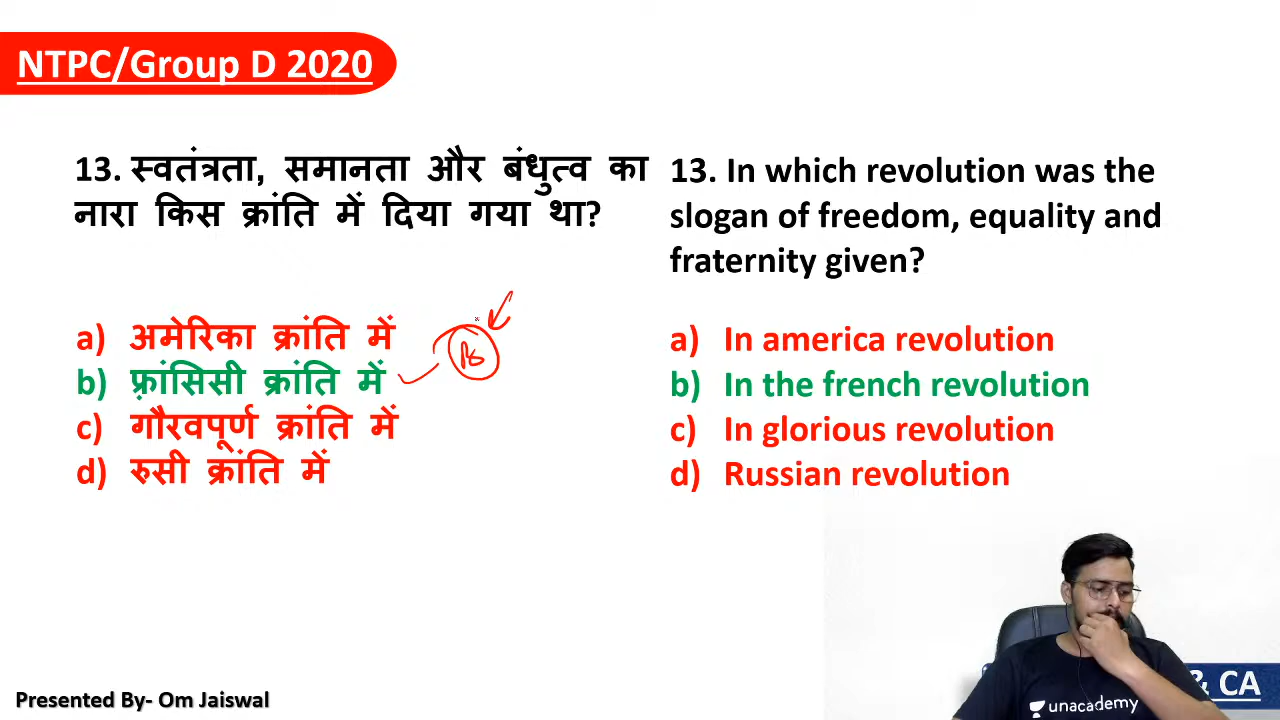 NTPC/Group D 2020
13. स्वतंत्रता, समानता और बंधुत्व का
नारा किस क्रांति में दिया गया था?
a) अमेरिका क्रांति में
b) फ़्रांसिसी क्रांति में
c) गौरवपूर्ण क्रांति में
d) रुसी क्रांति में
13. In which revolution was the
slogan of freedom, equality and
fraternity given?
a) In america revolution
b) In the french revolution
c) In glorious revolution
d) Russian revolution
unacademy
& CA
Presented By- Om Jaiswal